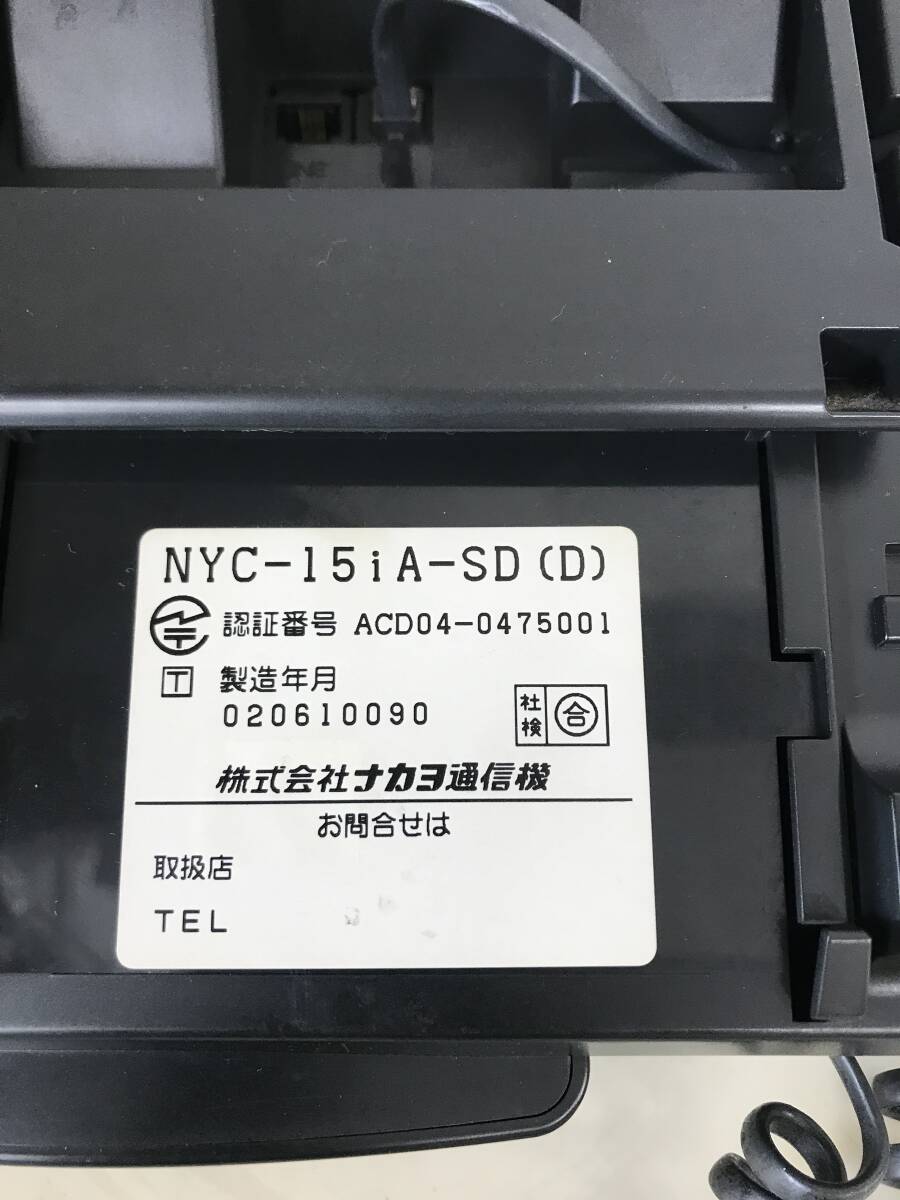 NYC-15iA-SD(D)
認証番号 ACD04-0475001
T 製造年月
020610090
社検 合
株式会社ナカヨ通信機
お問合せは
取扱店
TEL